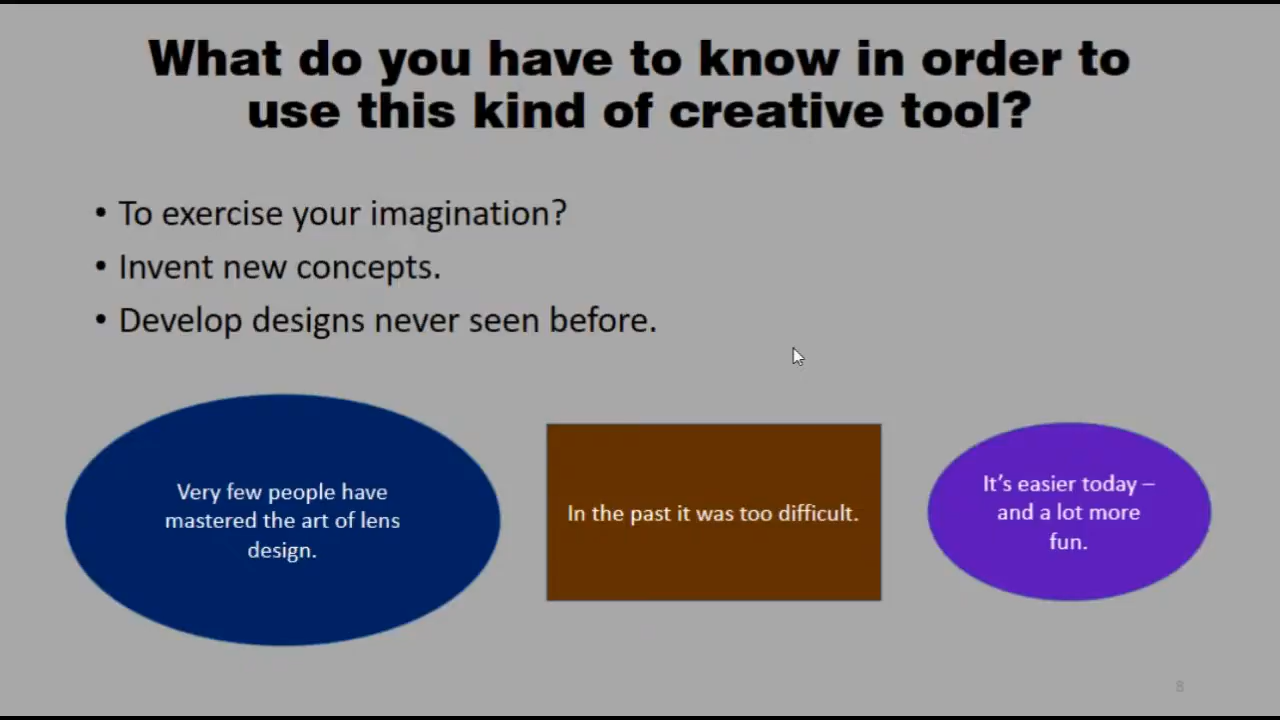 What do you have to know in order to
use this kind of creative tool?
• To exercise your imagination?
• Invent new concepts.
• Develop designs never seen before.
Very few people have
mastered the art of lens
design.
In the past it was too difficult.
It's easier today –
and a lot more
fun.
8